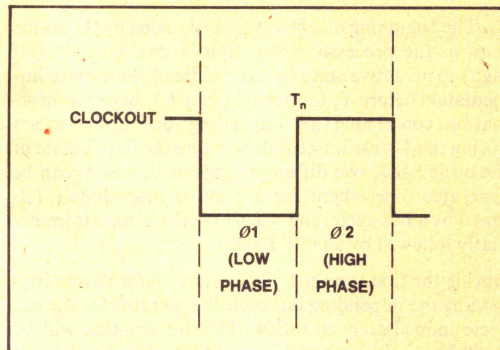 Tn
CLOCKOUT
Ø1 Ø2
(LOW (HIGH
PHASE) PHASE)